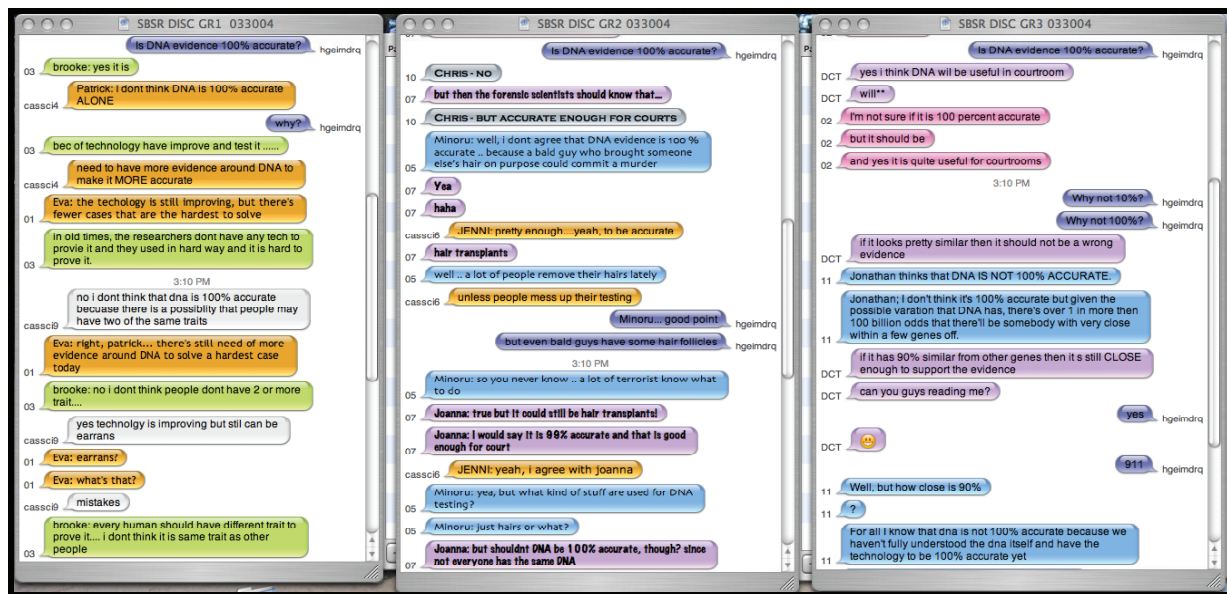 SBSR DISC GR1 033004
Is DNA evidence 100% accurate?
hgeimdrq
brooke: yes it is
03
Patrick: I dont think DNA is 100% accurate
ALONE
cassci4
why?
hgeimdrq
bec of technology have improve and test it ......
03
need to have more evidence around DNA to
make it MORE accurate
cassci4
Eva: the techology is still improving, but there's
fewer cases that are the hardest to solve
01
in old times, the researchers dont have any tech to
provie it and they used in hard way and it is hard to
prove it.
03
3:10 PM
no i dont think that dna is 100% accurate
becuase there is a possiblity that people may
have two of the same traits
cassci9
Eva: right, patrick... there's still need of more
evidence around DNA to solve a hardest case
today
01
brooke: no i dont think people dont have 2 or more
trait....
03
yes technolgy is improving but stil can be
earrans
cassci9
Eva: earrans?
01
Eva: what's that?
01
mistakes
cassci9
brooke: every human should have different trait to
prove it.... i dont think it is same trait as other
people
03
SBSR DISC GR2 033004
Is DNA evidence 100% accurate?
hgeimdrq
CHRIS - NO
10
but then the forensic scientists should know that...
07
CHRIS - BUT ACCURATE ENOUGH FOR COURTS
10
Minoru: well, i dont agree that DNA evidence is 100 %
accurate .. because a bald guy who brought someone
else's hair on purpose could commit a murder
05
Yea
07
haha
07
JENNI: pretty enough... yeah, to be accurate
cassci6
hair transplants
07
well .. a lot of people remove their hairs lately
05
unless people mess up their testing
cassci6
Minoru... good point
hgeimdrq
but even bald guys have some hair follicles
hgeimdrq
3:10 PM
Minoru: so you never know .. a lot of terrorist know what
to do
05
Joanna: true but it could still be hair transplants!
07
Joanna: I would say it is 99% accurate and that is good
enough for court
07
JENNI: yeah, i agree with joanna
cassci6
Minoru: yea, but what kind of stuff are used for DNA
testing?
05
Minoru: just hairs or what?
05
Joanna: but shouldnt DNA be 100% accurate, though? since
not everyone has the same DNA
07
SBSR DISC GR3 033004
Is DNA evidence 100% accurate?
hgeimdrq
yes i think DNA wil be useful in courtroom
DCT
will**
DCT
I'm not sure if it is 100 percent accurate
02
but it should be
02
and yes it is quite useful for courtrooms
02
3:10 PM
Why not 10%?
hgeimdrq
Why not 100%?
hgeimdrq
if it looks pretty similar then it should not be a wrong
evidence
DCT
Jonathan thinks that DNA IS NOT 100% ACCURATE.
11
Jonathan; I don't think it's 100% accurate but given the
possible varation that DNA has, there's over 1 in more then
100 billion odds that there'll be somebody with very close
within a few genes off.
11
if it has 90% similar from other genes then it s still CLOSE
enough to support the evidence
DCT
can you guys reading me?
DCT
yes
hgeimdrq
DCT
911
hgeimdrq
Well, but how close is 90%
11
?
11
For all I know that dna is not 100% accurate because we
haven't fully understood the dna itself and have the
technology to be 100% accurate yet
11